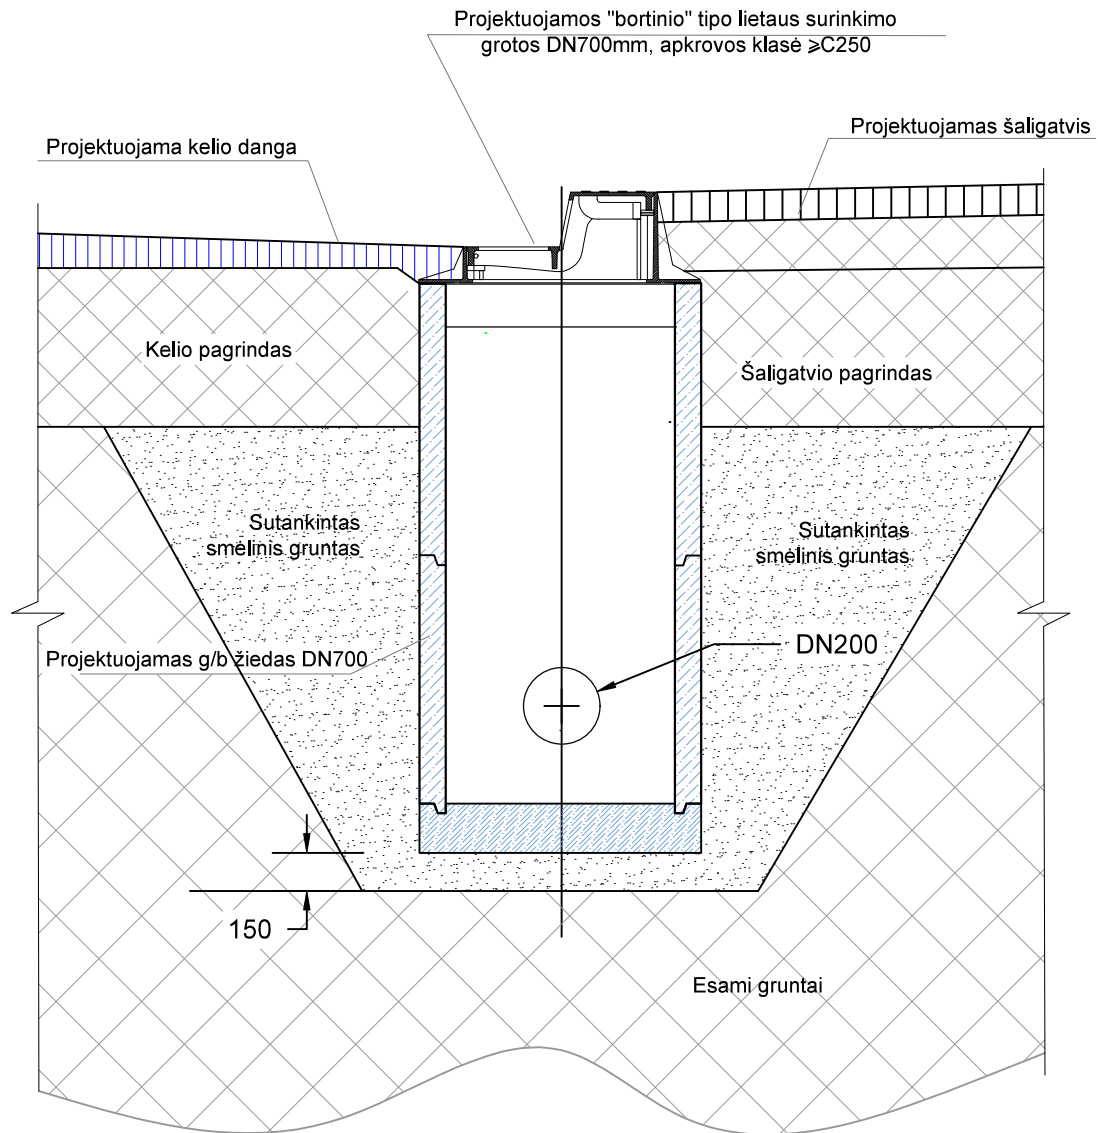 Projektuojamos "bortinio" tipo lietaus surinkimo
grotos DN700mm, apkrovos klasė ⩾C250
Projektuojamas šaligatvis
Projektuojama kelio danga
Kelio pagrindas
Šaligatvio pagrindas
Sutankintas
smėlinis gruntas
Sutankintas
smėlinis gruntas
DN200
Projektuojamas g/b žiedas DN700
150
Esami gruntai